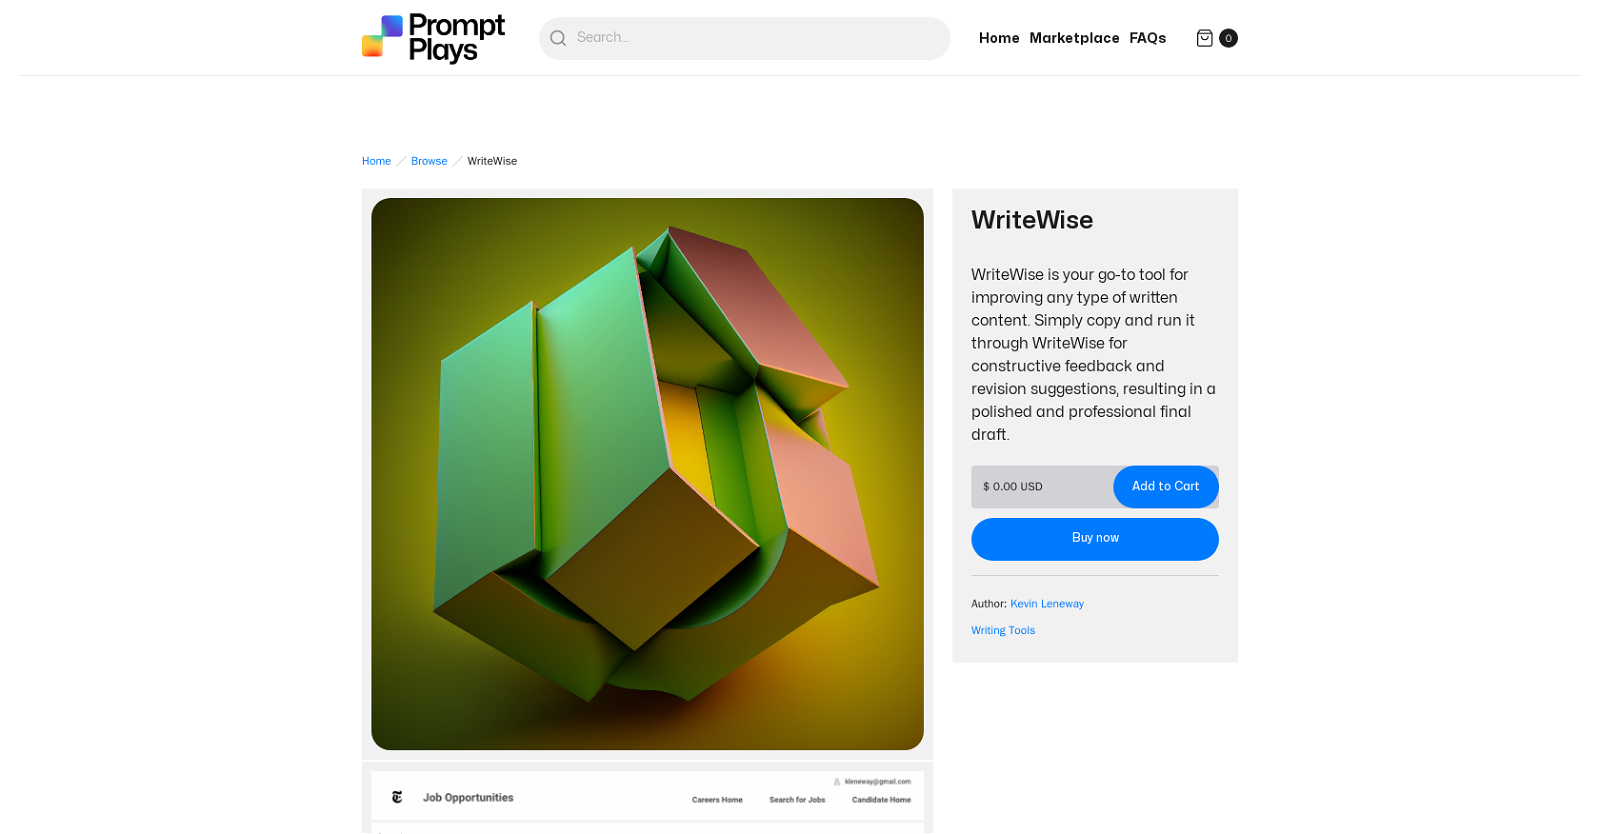 Prompt
Plays
Search...
Home Marketplace FAQs 0
Home Browse WriteWise
WriteWise
WriteWise is your go-to tool for
improving any type of written
content. Simply copy and run it
through WriteWise for
constructive feedback and
revision suggestions, resulting in a
polished and professional final
draft.
$ 0.00 USD Add to Cart
Buy now
Author: Kevin Leneway
Writing Tools
kleneway@gmail.com
Job Opportunities
Careers Home Search for Jobs Candidate Home